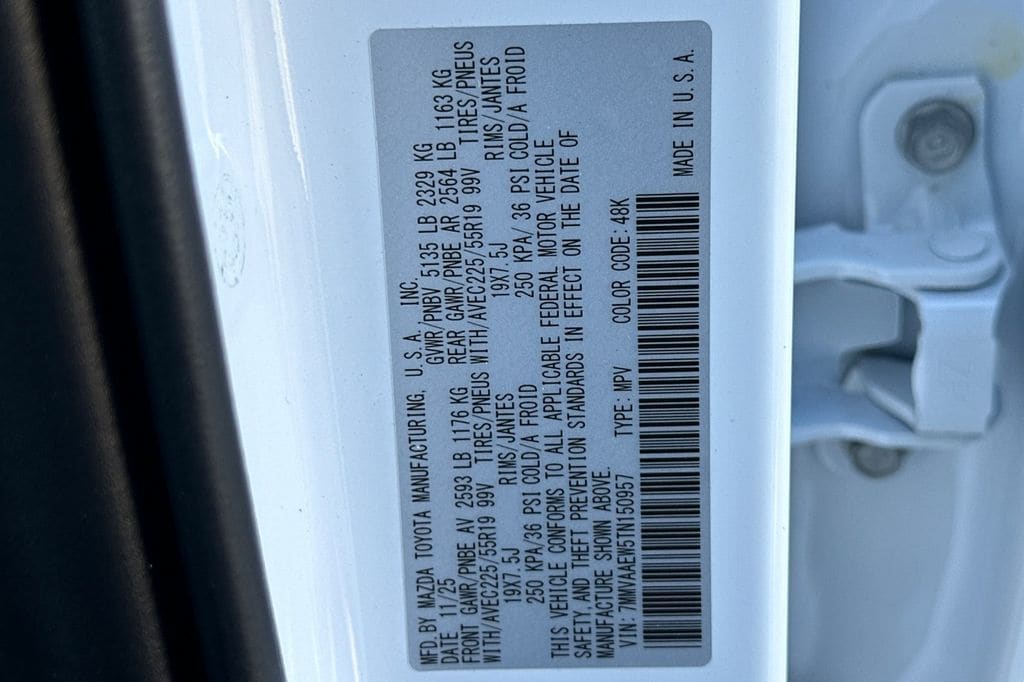 MFD.BY MAZDA TOYOTA MANUFACTURING, U.S.A. INC.
DATE 11/25 GVWR/PNBV 5135 LB 2329 KG
FRONT GAWR/PNBE AV 2593 LB 1176 KG REAR GAWR/PNBE AR 2564 LB 1163 KG
WITH/AVEC225/55R19 99V TIRES/PNEUS WITH/AVEC225/55R19 99V TIRES/PNEUS
19X7.5J RIMS/JANTES 19X7.5J RIMS/JANTES
250 KPA/36 PSI COLD/A FROID 250 KPA/36 PSI COLD/A FROID
THIS VEHICLE CONFORMS TO ALL APPLICABLE FEDERAL MOTOR VEHICLE
SAFETY, AND THEFT PREVENTION STANDARDS IN EFFECT ON THE DATE OF
MANUFACTURE SHOWN ABOVE.
VIN: 7MMVAAEW5TN150957 TYPE: MPV COLOR CODE: 48K
MADE IN U.S.A.